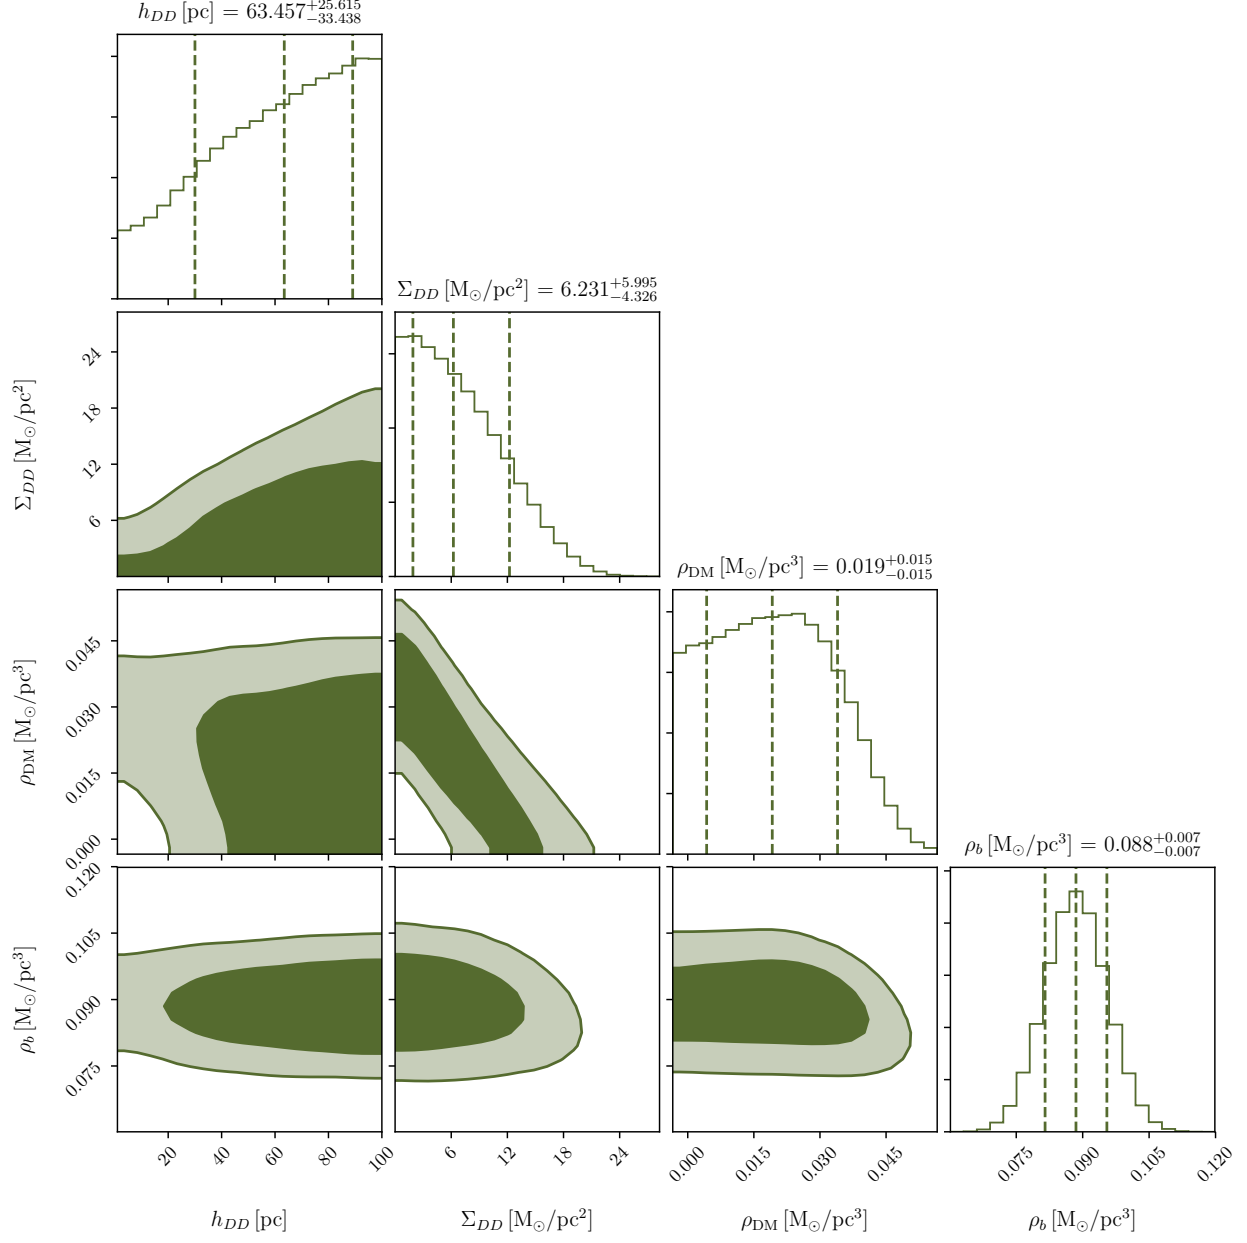 h_{DD} [pc] = 63.457^{+25.615}_{-33.438}
Σ_{DD} [M_⊙/pc^2] = 6.231^{+5.995}_{-4.326}
24
18
12
6
Σ_{DD} [M_⊙/pc^2]
ρ_{DM} [M_⊙/pc^3] = 0.019^{+0.015}_{-0.015}
0.045
0.030
0.015
0.000
ρ_{DM} [M_⊙/pc^3]
ρ_b [M_⊙/pc^3] = 0.088^{+0.007}_{-0.007}
0.120
0.105
0.090
0.075
ρ_b [M_⊙/pc^3]
20 40 60 80 100
6 12 18 24
0.000 0.015 0.030 0.045
0.075 0.090 0.105 0.120
h_{DD} [pc]
Σ_{DD} [M_⊙/pc^2]
ρ_{DM} [M_⊙/pc^3]
ρ_b [M_⊙/pc^3]